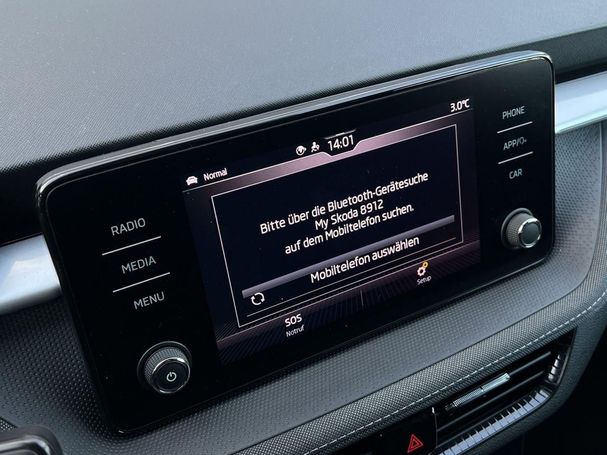 3.0°C
14:01
Normal
Bitte über die Bluetooth-Gerätesuche
My Skoda 8912
auf dem Mobiltelefon suchen.
Mobiltelefon auswählen
SOS
Notruf
Setup
RADIO
MEDIA
MENU
PHONE
APP/
CAR